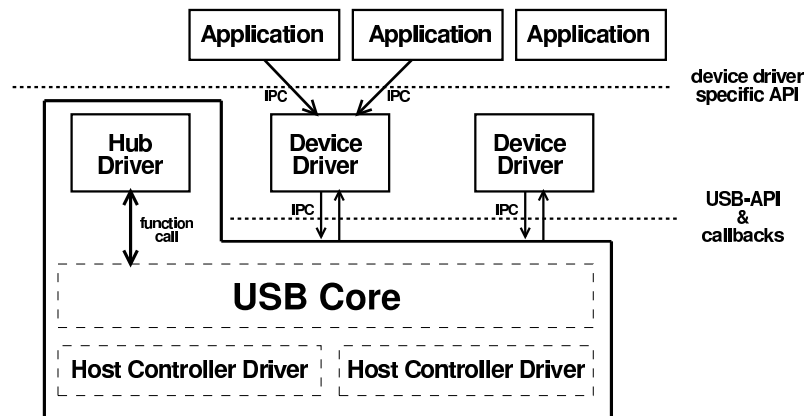 Application
Application
Application
IPC
IPC
device driver
specific API
Hub
Driver
Device
Driver
Device
Driver
function
call
IPC
IPC
USB-API
&
callbacks
USB Core
Host Controller Driver
Host Controller Driver